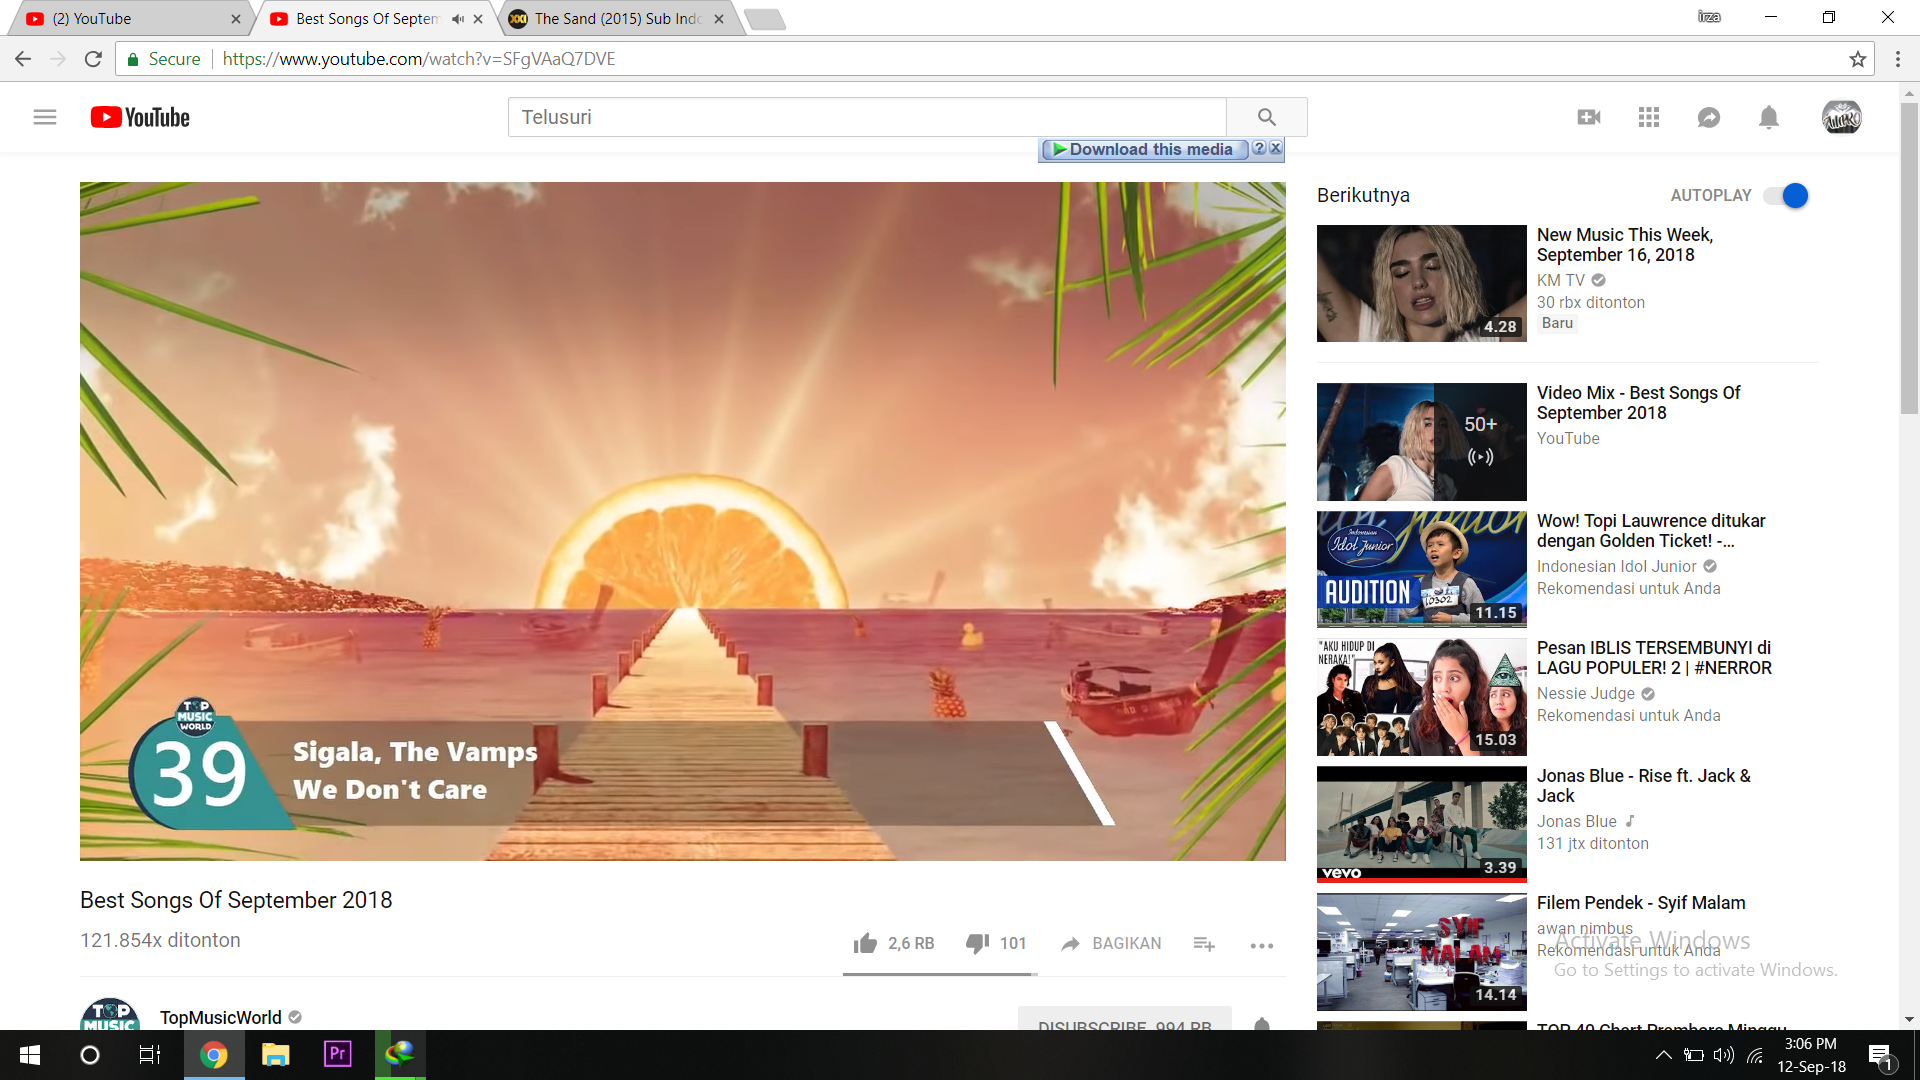 (2) YouTube
Best Songs Of Septem
The Sand (2015) Sub Indo
irza
Secure
https://www.youtube.com/watch?v=SFgVAaQ7DVE
YouTube
Telusuri
Download this media
?
Berikutnya
AUTOPLAY
New Music This Week,
September 16, 2018
KM TV
30 rbx ditonton
Baru
4.28
Video Mix - Best Songs Of
September 2018
YouTube
50+
Wow! Topi Lauwrence ditukar
dengan Golden Ticket! -...
Indonesian Idol Junior
Rekomendasi untuk Anda
Indonesian
Idol Junior
AUDITION
10302
11.15
Pesan IBLIS TERSEMBUNYI di
LAGU POPULER! 2 | #NERROR
Nessie Judge
Rekomendasi untuk Anda
"AKU HIDUP DI
NERAKA!"
15.03
Jonas Blue - Rise ft. Jack &
Jack
Jonas Blue
131 jtx ditonton
vevo
3.39
Filem Pendek - Syif Malam
awan nimbus
Rekomendasi untuk Anda
SYIF
MALAM
14.14
Activate Windows
Go to Settings to activate Windows.
TOP 40 Chart Prambors Minggu
TOP
MUSIC
WORLD
39
Sigala, The Vamps
We Don't Care
Best Songs Of September 2018
121.854x ditonton
2,6 RB
101
BAGIKAN
TOP
MUSIC
TopMusicWorld
DISUBSCRIBE 994 RB
Pr
3:06 PM
12-Sep-18
1